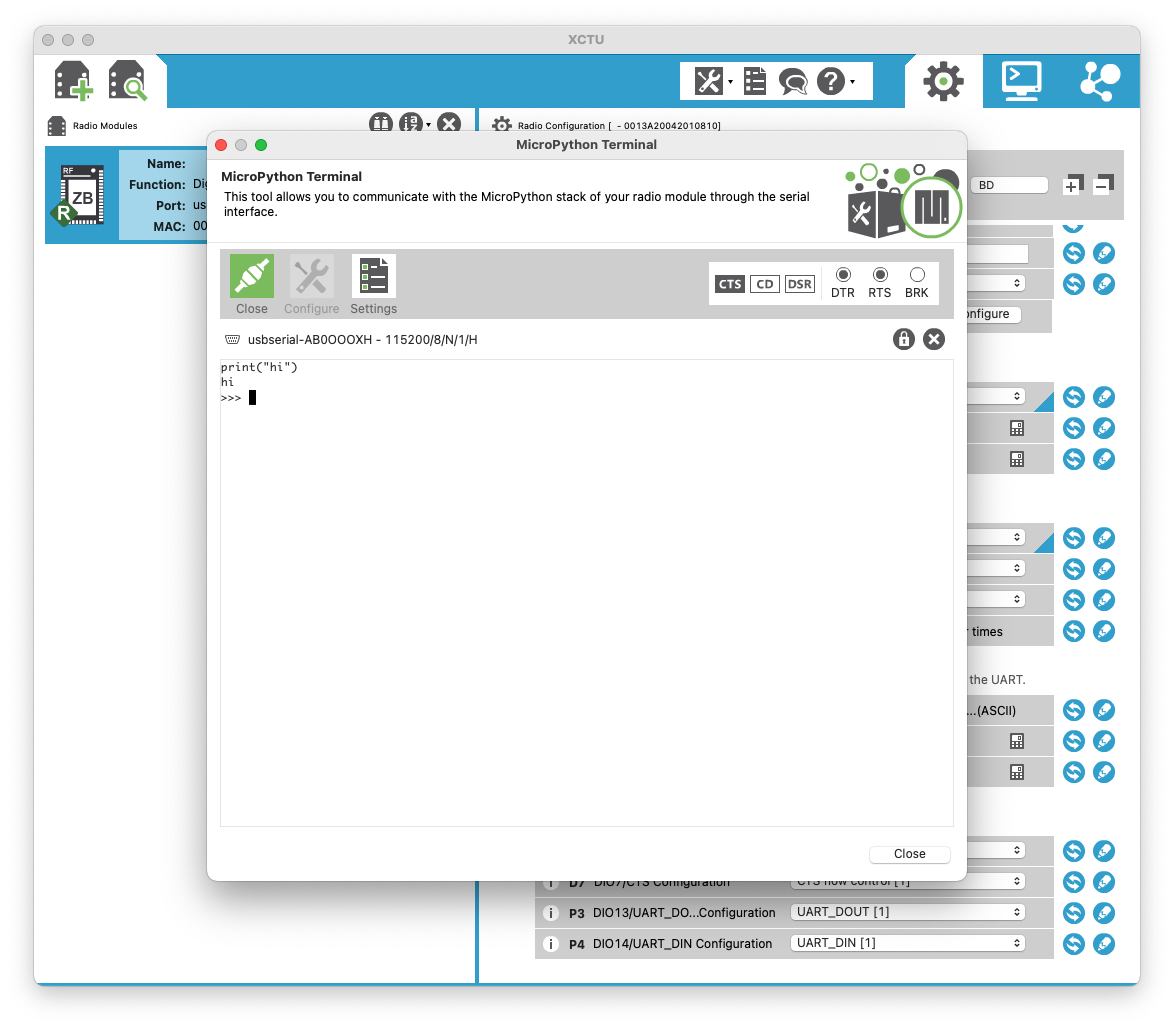 XCTU
Radio Modules
Radio Configuration [ - 0013A20042010810]
RF
ZB
R
Name:
Function: Dig
Port: us
MAC: 00
BD
MicroPython Terminal
MicroPython Terminal
This tool allows you to communicate with the MicroPython stack of your radio module through the serial
interface.
Close
Configure
Settings
CTS
CD
DSR
DTR
RTS
BRK
usbserial-AB0OOOXH - 115200/8/N/1/H
print("hi")
hi
>>>
onfigure
times
the UART.
...(ASCII)
Close
i D7 DIO7/CTS Configuration CTS flow control [1]
i P3 DIO13/UART_DO...Configuration UART_DOUT [1]
i P4 DIO14/UART_DIN Configuration UART_DIN [1]